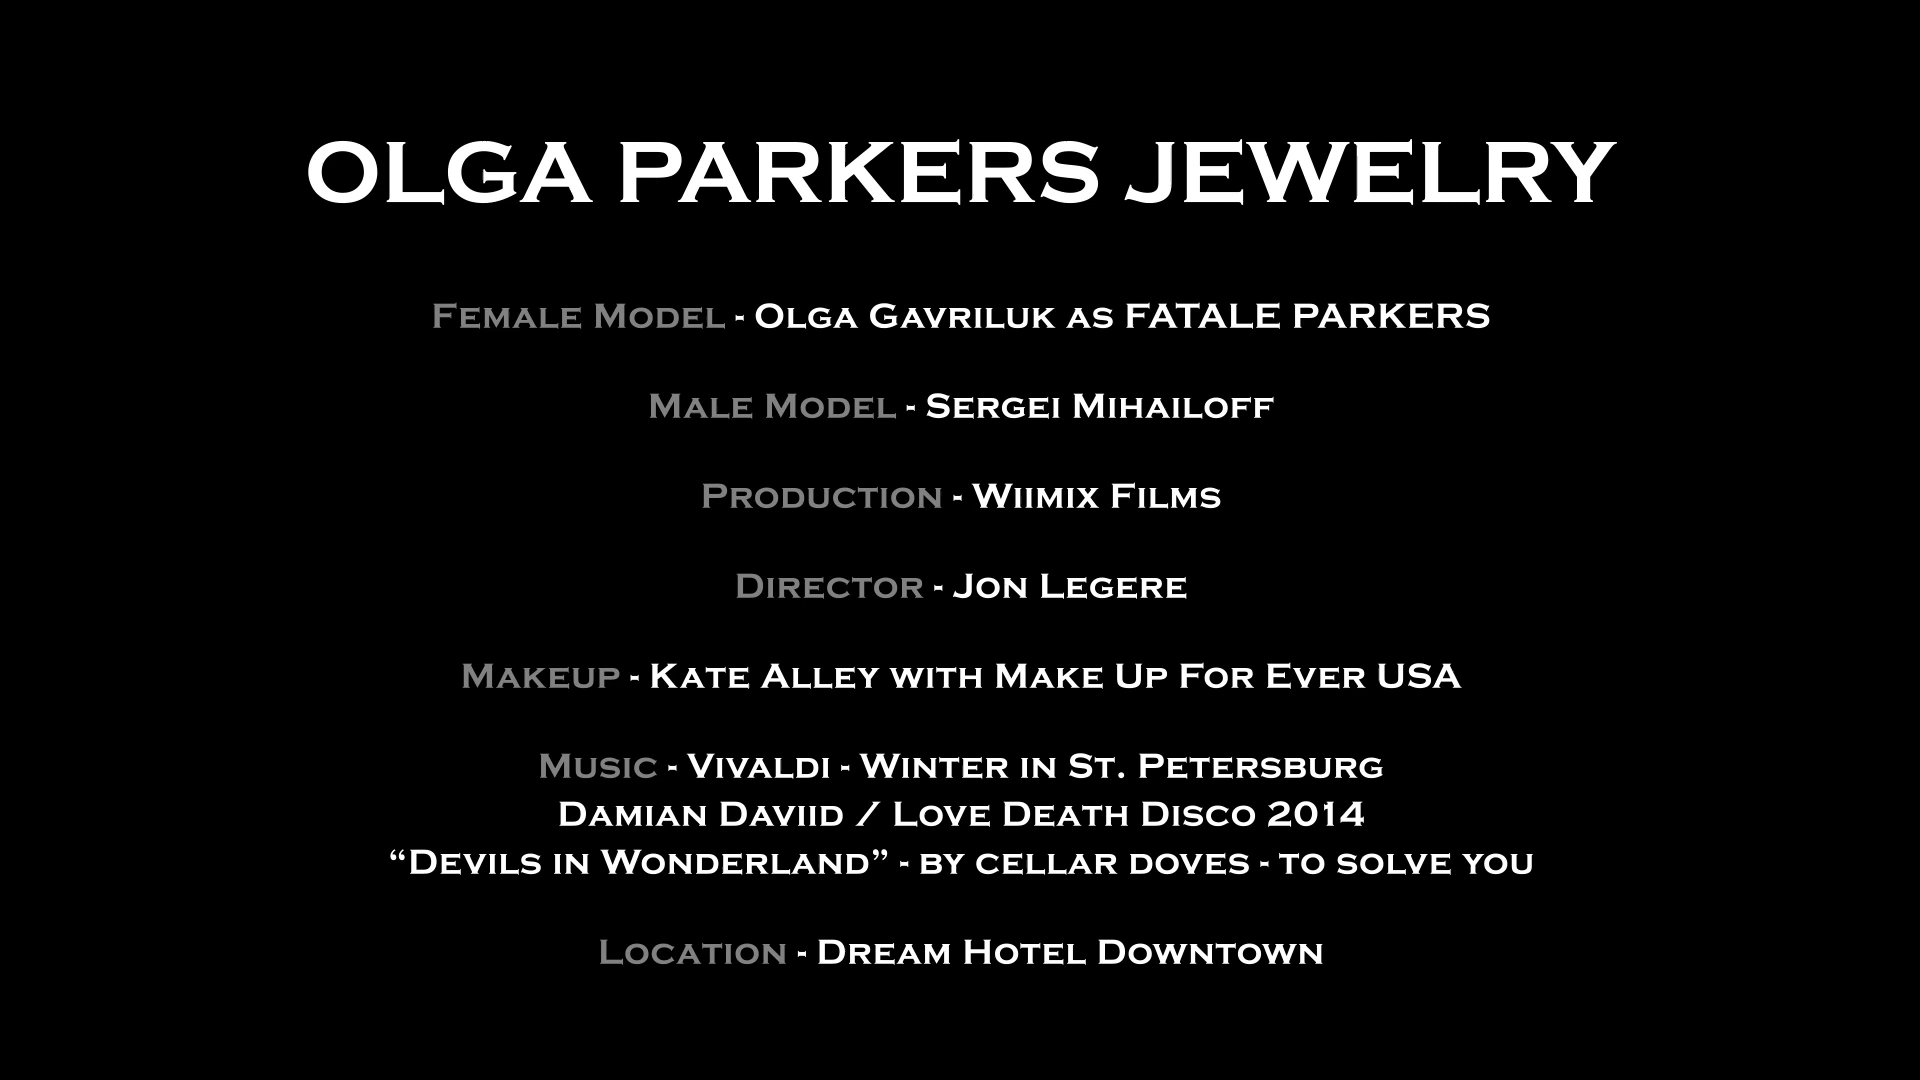 OLGA PARKERS JEWELRY
Female Model - Olga Gavriluk as FATALE PARKERS
Male Model - Sergei Mihailoff
Production - Wiimix Films
Director - Jon Legere
Makeup - Kate Alley with Make Up For Ever USA
Music - Vivaldi - Winter in St. Petersburg
Damian Daviid / Love Death Disco 2014
“Devils in Wonderland” - by cellar doves - to solve you
Location - Dream Hotel Downtown